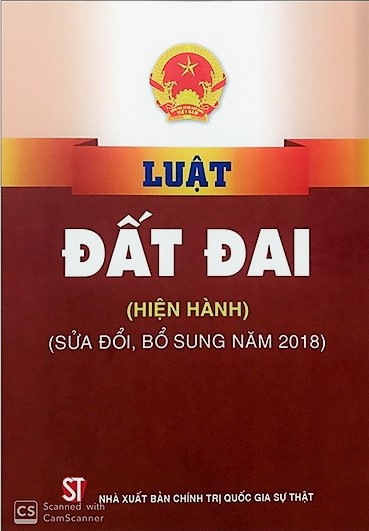 LUẬT
ĐẤT ĐAI
(HIỆN HÀNH)
(SỬA ĐỔI, BỔ SUNG NĂM 2018)
ST
NHÀ XUẤT BẢN CHÍNH TRỊ QUỐC GIA SỰ THẬT
CS
Scanned with
CamScanner